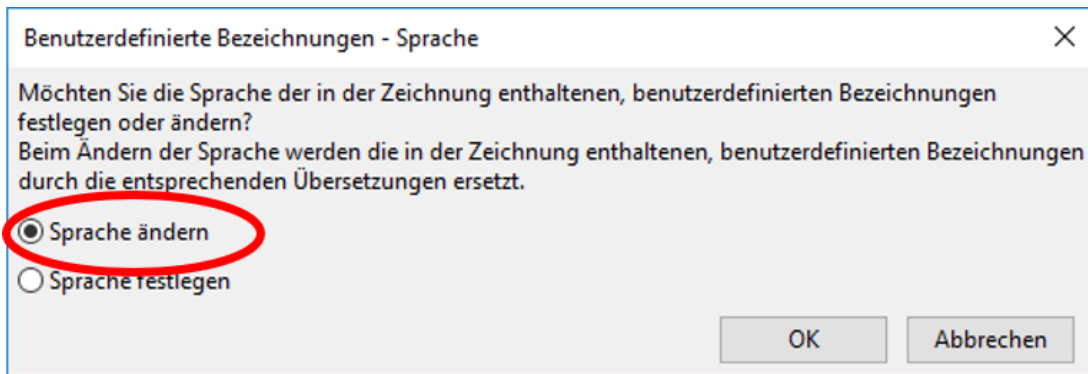 Benutzerdefinierte Bezeichnungen - Sprache
Möchten Sie die Sprache der in der Zeichnung enthaltenen, benutzerdefinierten Bezeichnungen
festlegen oder ändern?
Beim Ändern der Sprache werden die in der Zeichnung enthaltenen, benutzerdefinierten Bezeichnungen
durch die entsprechenden Übersetzungen ersetzt.
Sprache ändern
Sprache festlegen
OK Abbrechen